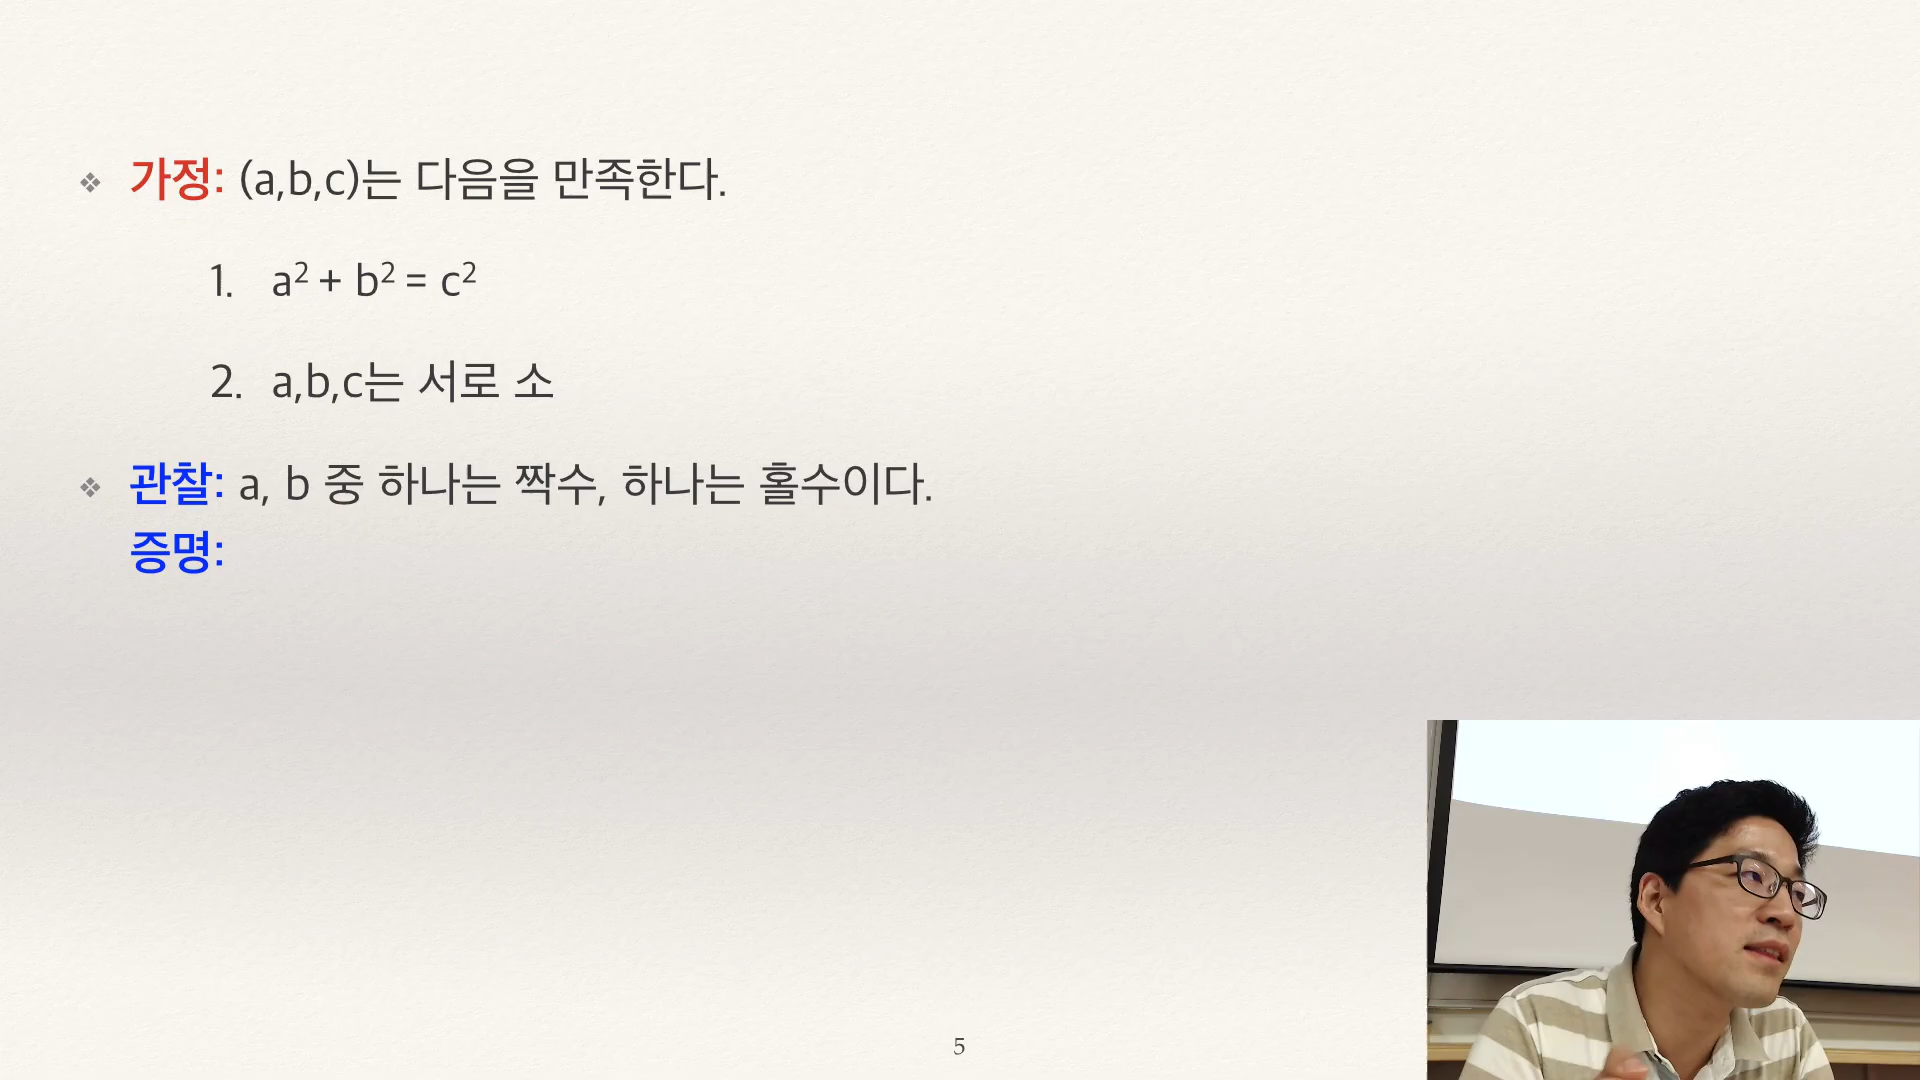 ❖ 가정: (a,b,c)는 다음을 만족한다.
1. a² + b² = c²
2. a,b,c는 서로 소
❖ 관찰: a, b 중 하나는 짝수, 하나는 홀수이다.
증명:
5